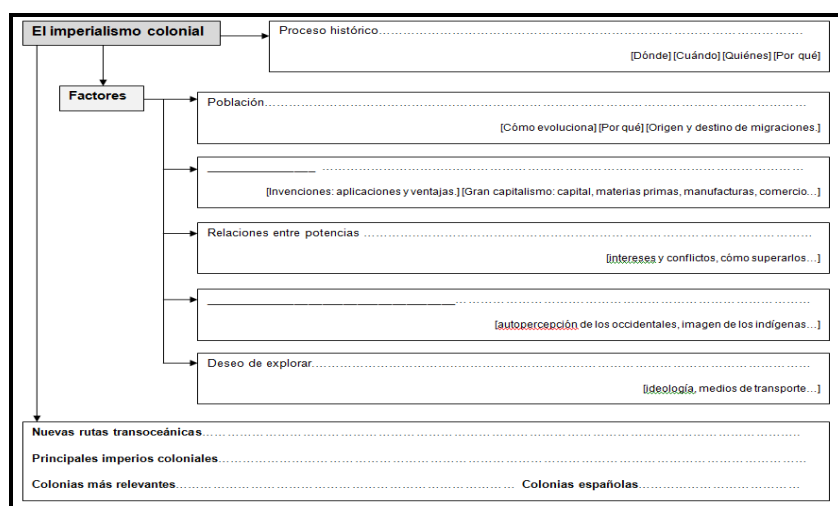 El imperialismo colonial
Proceso histórico……………………………………………………………………………
[Dónde] [Cuándo] [Quiénes] [Por qué]
Factores
Población……………………………………………………………………………………
[Cómo evoluciona] [Por qué] [Origen y destino de migraciones.]
________________ ……………………………………………………………………
[Invenciones: aplicaciones y ventajas.] [Gran capitalismo: capital, materias primas, manufacturas, comercio…]
Relaciones entre potencias ………………………………………………………………
[intereses y conflictos, cómo superarlos…]
____________________________________… ………………………………………
[autopercepción de los occidentales, imagen de los indígenas…]
Deseo de explorar……………………………………………………………………………
[ideología, medios de transporte…]
Nuevas rutas transoceánicas………………………………………………………………………………
Principales imperios coloniales……………………………………………………………………………
Colonias más relevantes…………………………………………… Colonias españolas……………………